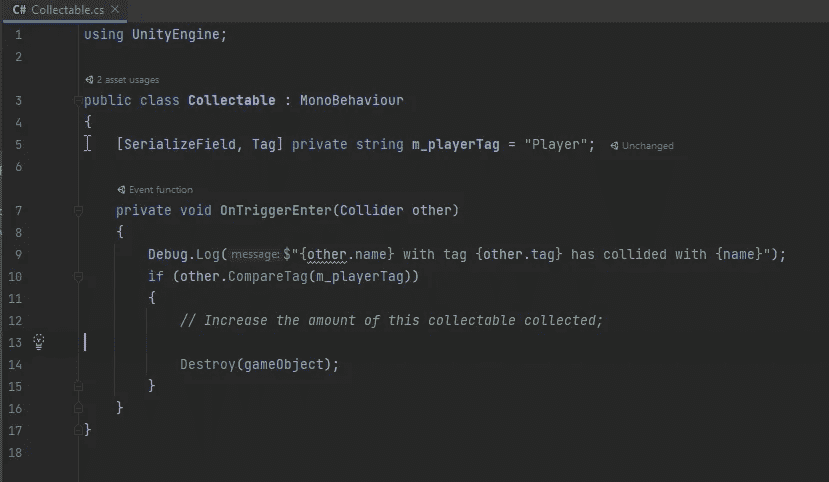 C# Collectable.cs ×
1 using UnityEngine;
2
2 asset usages
3 public class Collectable : MonoBehaviour
4 {
5 [SerializeField, Tag] private string m_playerTag = "Player"; Unchanged
6
Event function
7 private void OnTriggerEnter(Collider other)
8 {
9 Debug.Log( message: $"{other.name} with tag {other.tag} has collided with {name}");
10 if (other.CompareTag(m_playerTag))
11 {
12 // Increase the amount of this collectable collected;
13
14 Destroy(gameObject);
15 }
16 }
17 }
18